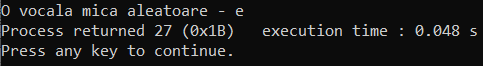 O vocala mica aleatoare - e
Process returned 27 (0x1B)   execution time : 0.048 s
Press any key to continue.